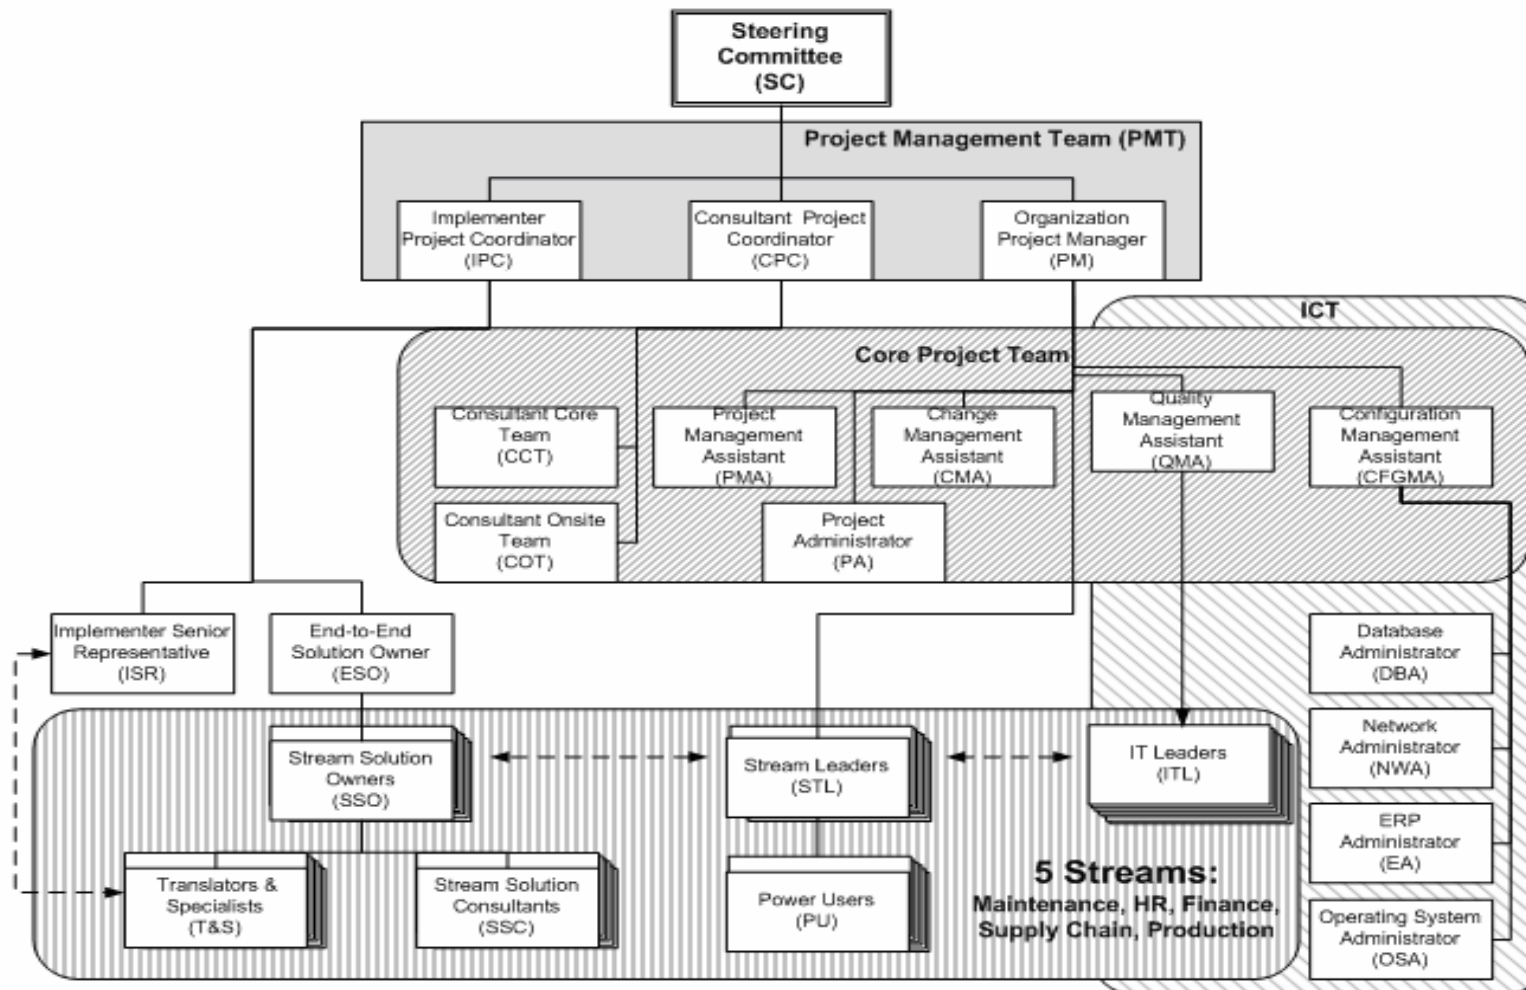 Steering
Committee
(SC)
Project Management Team (PMT)
Implementer
Project Coordinator
(IPC)
Consultant Project
Coordinator
(CPC)
Organization
Project Manager
(PM)
ICT
Core Project Team
Consultant Core
Team
(CCT)
Project
Management
Assistant
(PMA)
Change
Management
Assistant
(CMA)
Quality
Management
Assistant
(QMA)
Configuration
Management
Assistant
(CFGMA)
Consultant Onsite
Team
(COT)
Project
Administrator
(PA)
Implementer Senior
Representative
(ISR)
End-to-End
Solution Owner
(ESO)
Database
Administrator
(DBA)
Stream Solution
Owners
(SSO)
Stream Leaders
(STL)
IT Leaders
(ITL)
Network
Administrator
(NWA)
ERP
Administrator
(EA)
Translators &
Specialists
(T&S)
Stream Solution
Consultants
(SSC)
Power Users
(PU)
5 Streams:
Maintenance, HR, Finance,
Supply Chain, Production
Operating System
Administrator
(OSA)